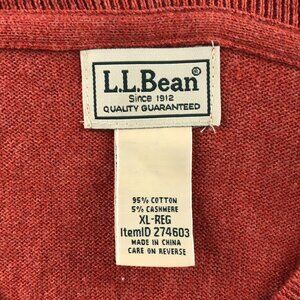 L.L.Bean®
Since 1912
QUALITY GUARANTEED
95% COTTON
5% CASHMERE
XL-REG
ItemID 274603
MADE IN CHINA
CARE ON REVERSE